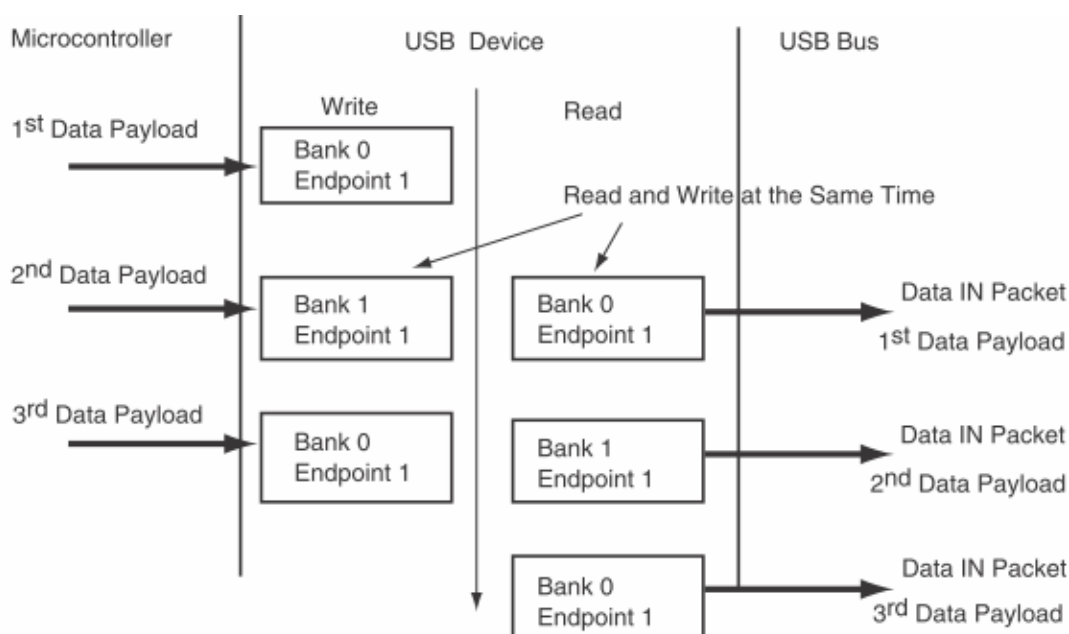 Microcontroller
USB Device
USB Bus
Write
Read
1st Data Payload
Bank 0
Endpoint 1
Read and Write at the Same Time
2nd Data Payload
Bank 1
Endpoint 1
Bank 0
Endpoint 1
Data IN Packet
1st Data Payload
3rd Data Payload
Bank 0
Endpoint 1
Bank 1
Endpoint 1
Data IN Packet
2nd Data Payload
Bank 0
Endpoint 1
Data IN Packet
3rd Data Payload